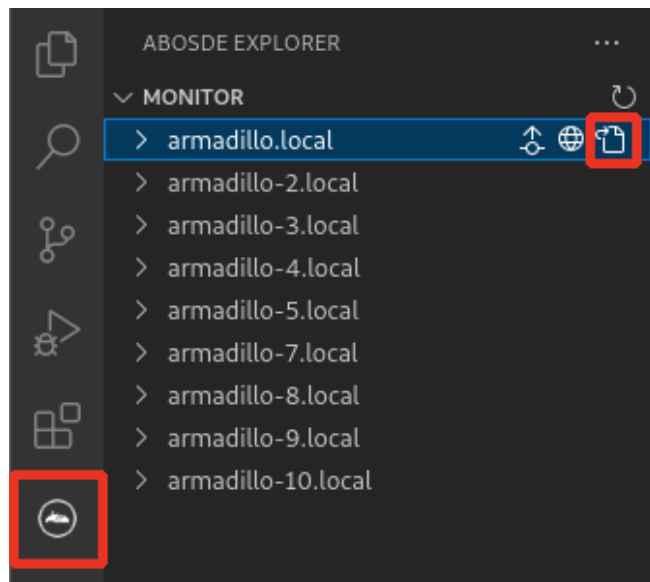 ABOSDE EXPLORER
MONITOR
armadillo.local
armadillo-2.local
armadillo-3.local
armadillo-4.local
armadillo-5.local
armadillo-7.local
armadillo-8.local
armadillo-9.local
armadillo-10.local